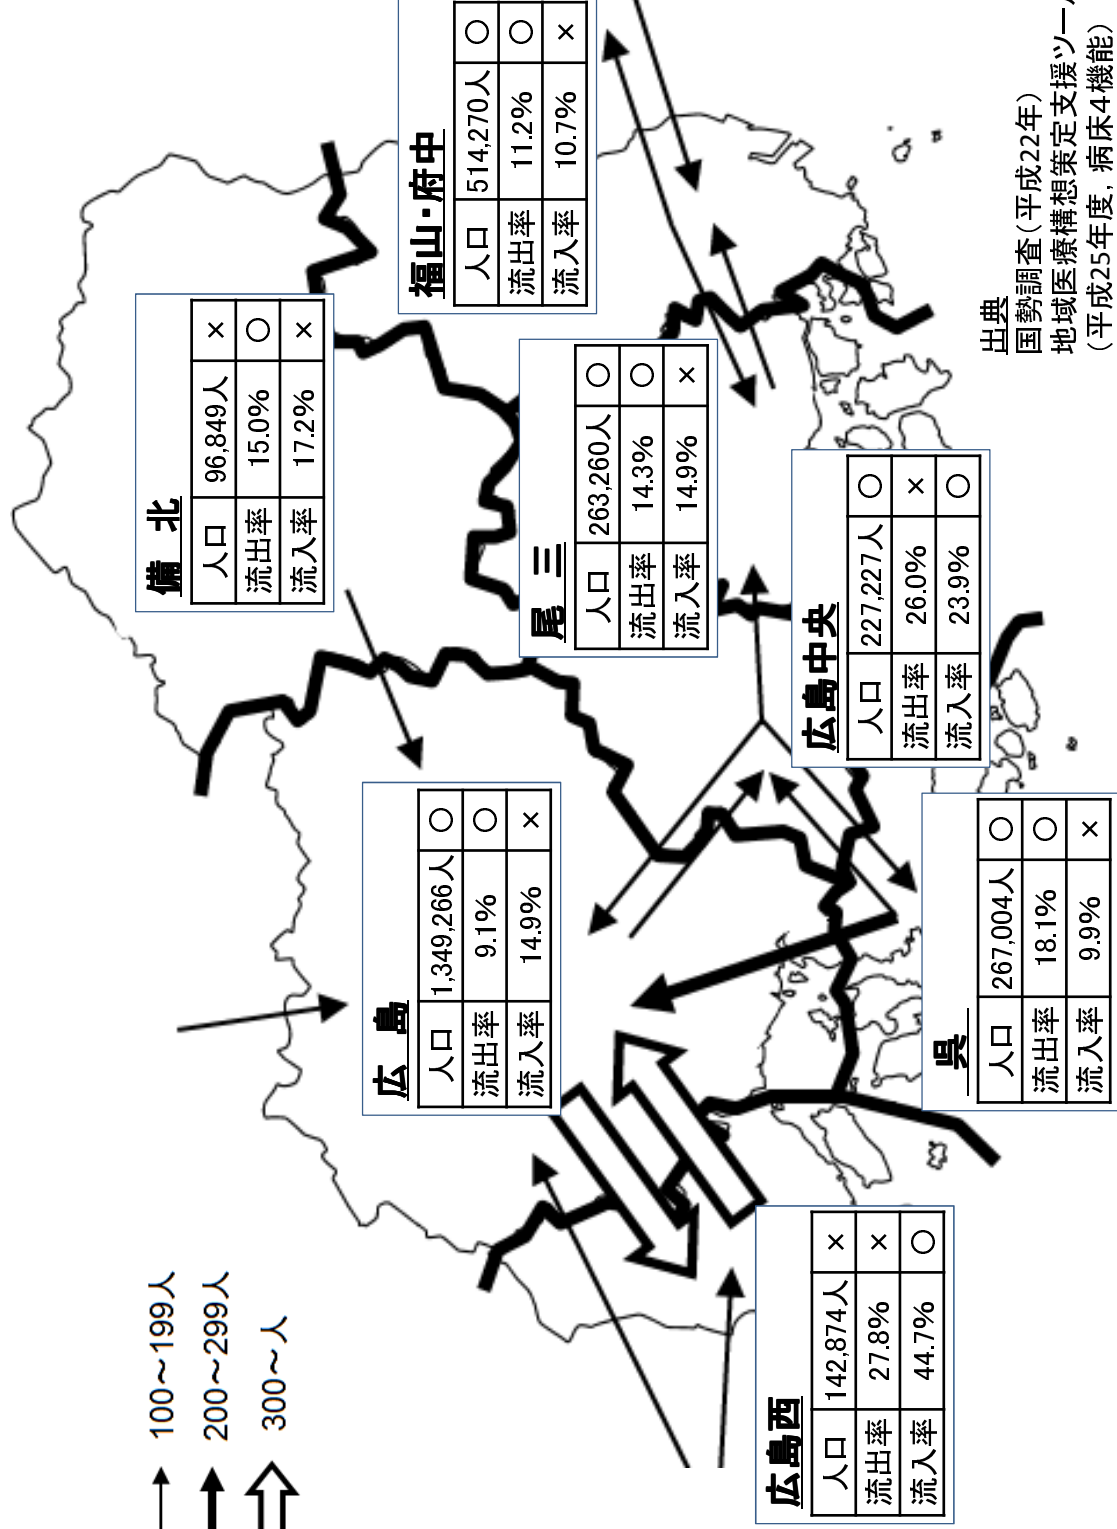 100～199人
200～299人
300～人
備 北
人口 96,849人 ×
流出率 15.0% ○
流入率 17.2% ×
福山・府中
人口 514,270人 ○
流出率 11.2% ○
流入率 10.7% ×
広 島
人口 1,349,266人 ○
流出率 9.1% ○
流入率 14.9% ×
尾 三
人口 263,260人 ○
流出率 14.3% ○
流入率 14.9% ×
広島西
人口 142,874人 ×
流出率 27.8% ×
流入率 44.7% ○
広島中央
人口 227,227人 ○
流出率 26.0% ×
流入率 23.9% ○
呉
人口 267,004人 ○
流出率 18.1% ○
流入率 9.9% ×
出典
国勢調査(平成22年)
地域医療構想策定支援ツール
(平成25年度, 病床4機能)